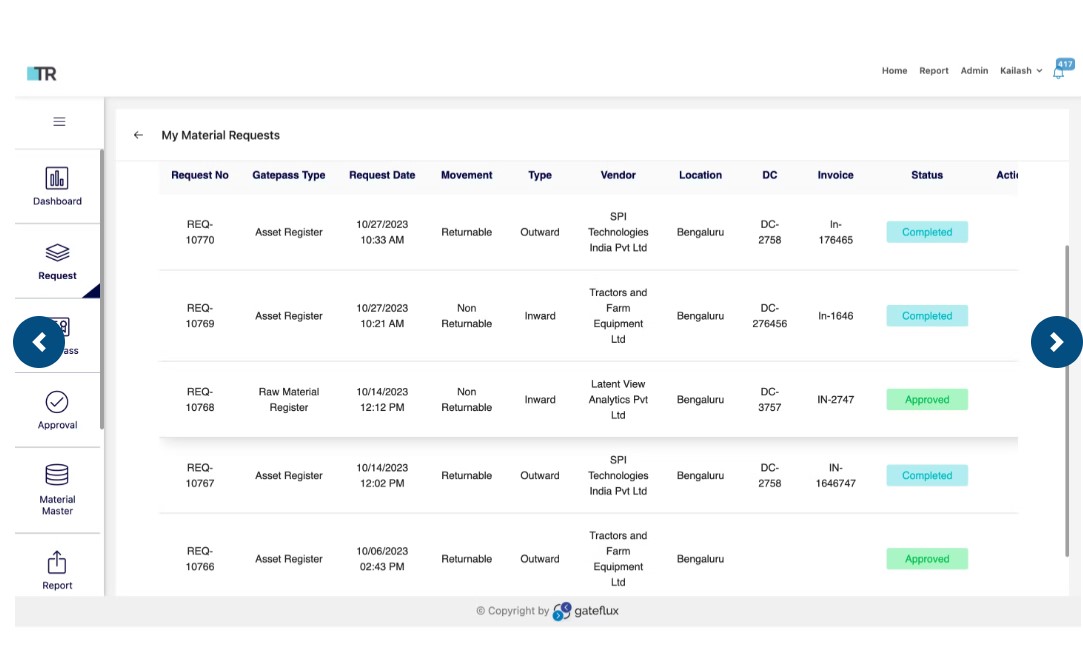 TR
Home Report Admin Kailash 417
My Material Requests
Request No Gatepass Type Request Date Movement Type Vendor Location DC Invoice Status Actio
REQ-10770 Asset Register 10/27/2023 10:33 AM Returnable Outward SPI Technologies India Pvt Ltd Bengaluru DC-2758 In-176465 Completed
REQ-10769 Asset Register 10/27/2023 10:21 AM Non Returnable Inward Tractors and Farm Equipment Ltd Bengaluru DC-276456 In-1646 Completed
REQ-10768 Raw Material Register 10/14/2023 12:12 PM Non Returnable Inward Latent View Analytics Pvt Ltd Bengaluru DC-3757 IN-2747 Approved
REQ-10767 Asset Register 10/14/2023 12:02 PM Returnable Outward SPI Technologies India Pvt Ltd Bengaluru DC-2758 IN-1646747 Completed
REQ-10766 Asset Register 10/06/2023 02:43 PM Returnable Outward Tractors and Farm Equipment Ltd Bengaluru Approved
Dashboard
Request
ass
Approval
Material
Master
Report
© Copyright by gateflux